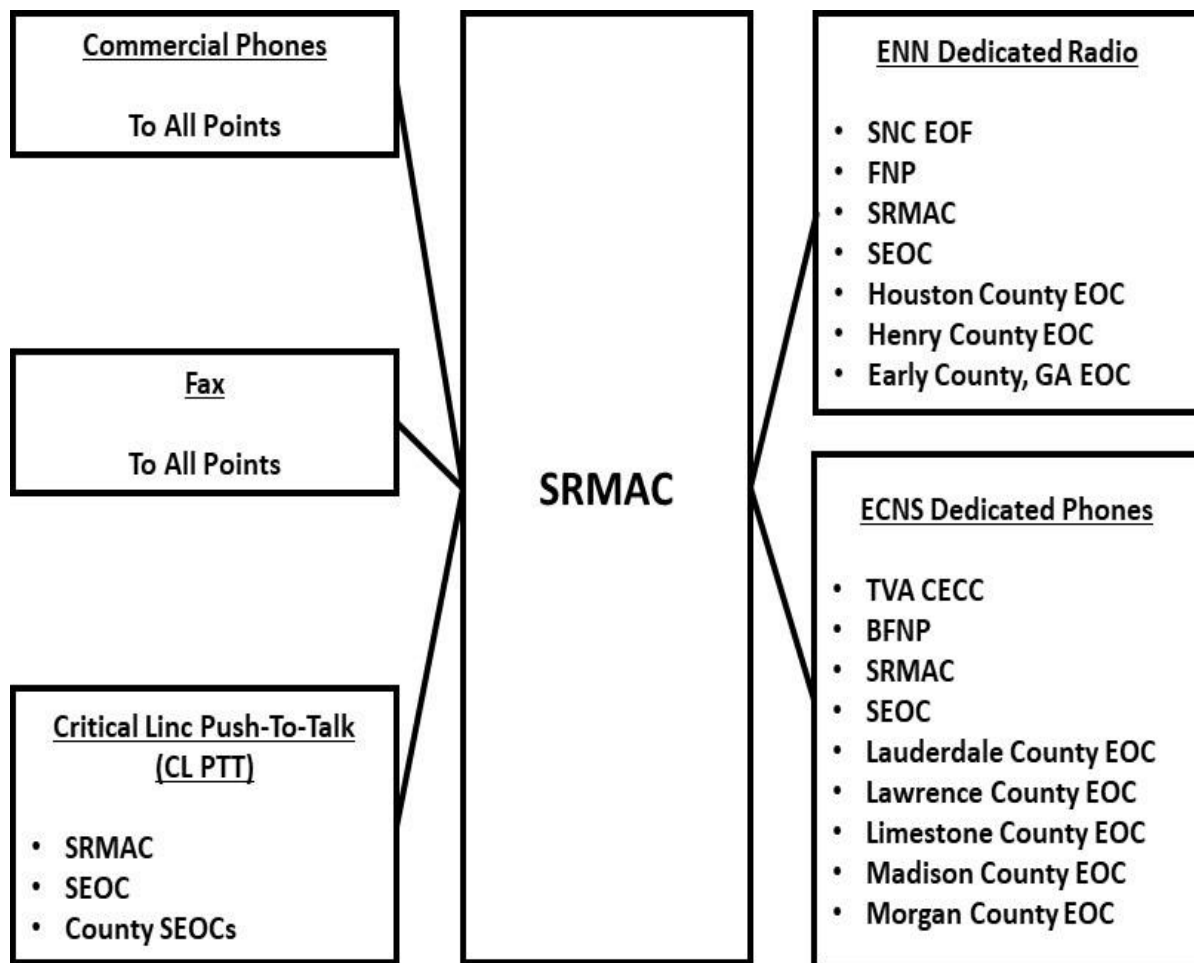 Commercial Phones
To All Points
Fax
To All Points
Critical Linc Push-To-Talk
(CL PTT)
• SRMAC
• SEOC
• County SEOCs
SRMAC
ENN Dedicated Radio
• SNC EOF
• FNP
• SRMAC
• SEOC
• Houston County EOC
• Henry County EOC
• Early County, GA EOC
ECNS Dedicated Phones
• TVA CECC
• BFNP
• SRMAC
• SEOC
• Lauderdale County EOC
• Lawrence County EOC
• Limestone County EOC
• Madison County EOC
• Morgan County EOC